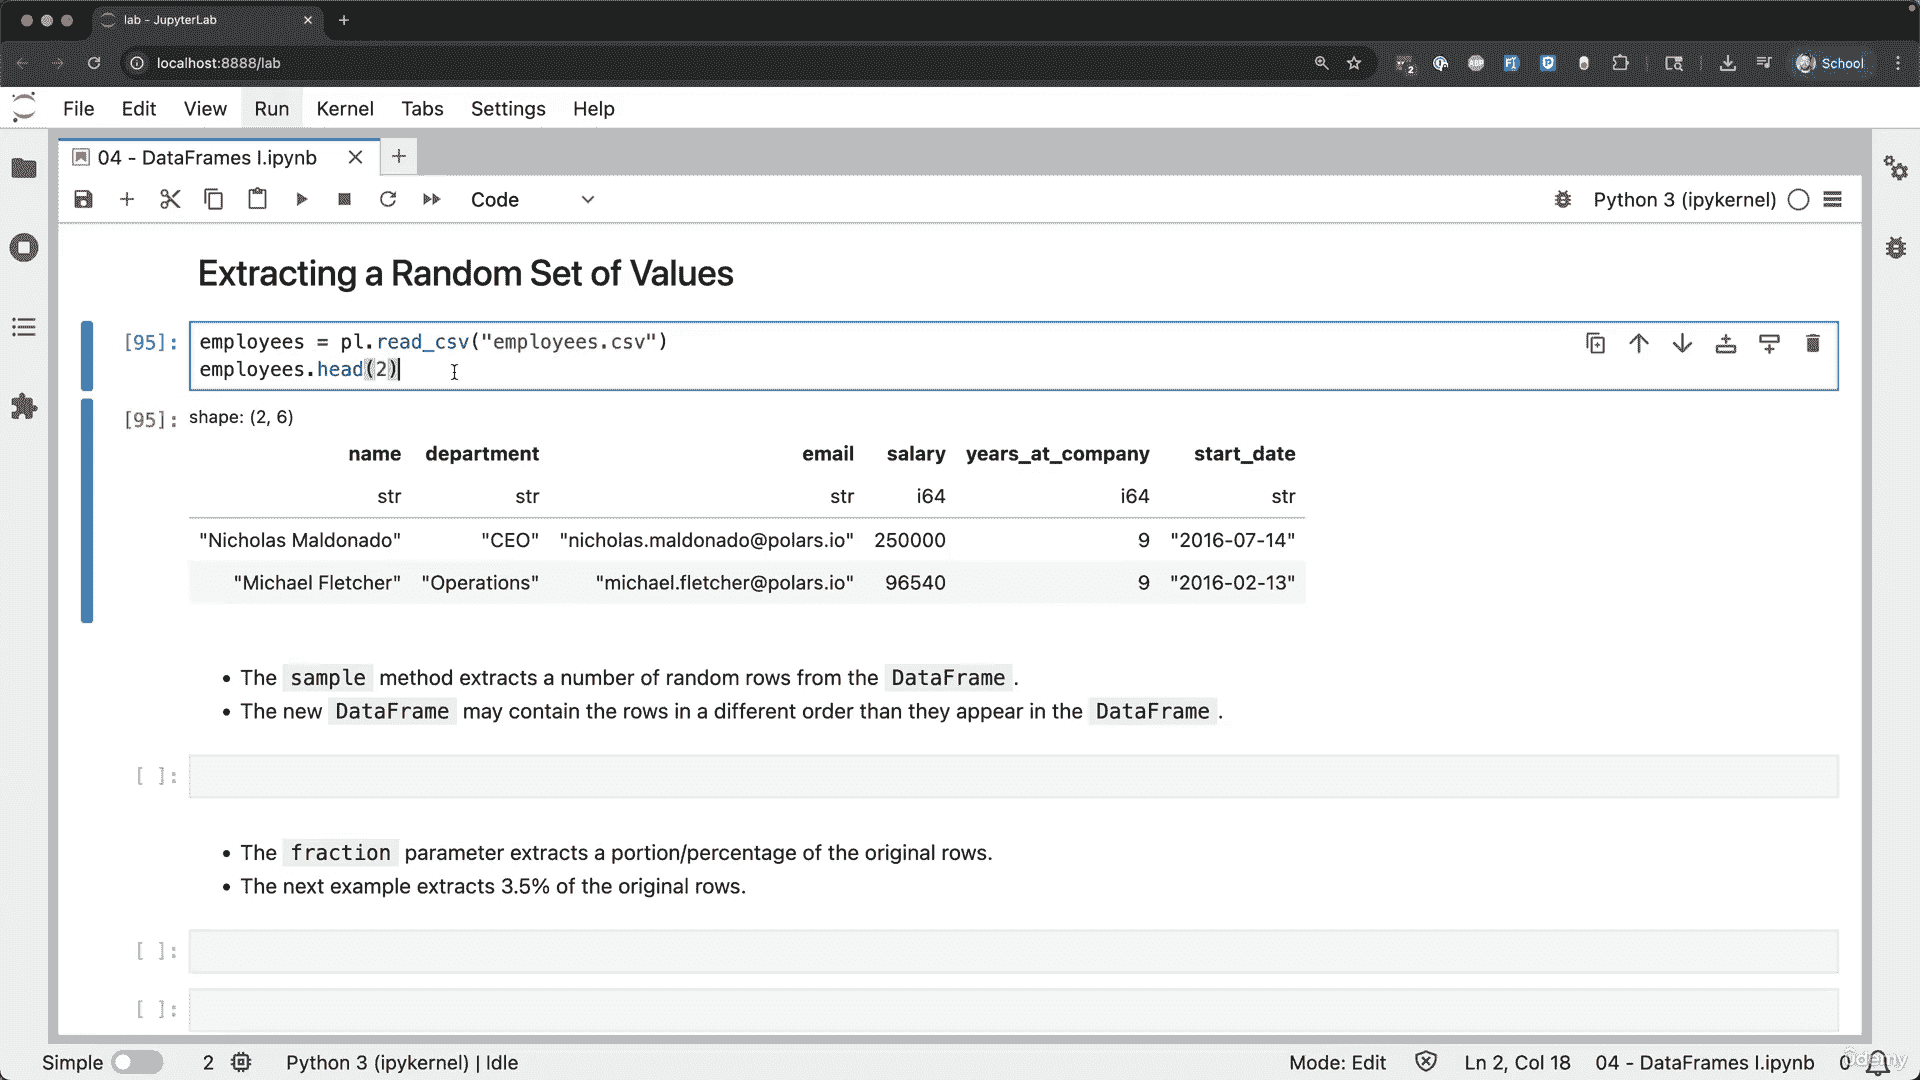 lab - JupyterLab
localhost:8888/lab
2
School
File Edit View Run Kernel Tabs Settings Help
04 - DataFrames I.ipynb
Code
Python 3 (ipykernel)
Extracting a Random Set of Values
[95]: employees = pl.read_csv("employees.csv")
employees.head(2)
[95]: shape: (2, 6)
name department email salary years_at_company start_date
str str str i64 i64 str
"Nicholas Maldonado" "CEO" "nicholas.maldonado@polars.io" 250000 9 "2016-07-14"
"Michael Fletcher" "Operations" "michael.fletcher@polars.io" 96540 9 "2016-02-13"
• The sample method extracts a number of random rows from the DataFrame .
• The new DataFrame may contain the rows in a different order than they appear in the DataFrame .
[ ]:
• The fraction parameter extracts a portion/percentage of the original rows.
• The next example extracts 3.5% of the original rows.
[ ]:
[ ]:
Simple 2 Python 3 (ipykernel) | Idle Mode: Edit Ln 2, Col 18 04 - DataFrames I.ipynb 0